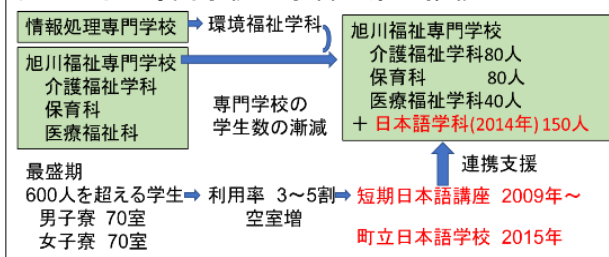 情報処理専門学校
環境福祉学科
旭川福祉専門学校
介護福祉学科
保育科
医療福祉科
専門学校の
学生数の漸減
旭川福祉専門学校
介護福祉学科80人
保育科 80人
医療福祉学科40人
+ 日本語学科(2014年) 150人
連携支援
最盛期
600人を超える学生
男子寮 70室
女子寮 70室
利用率 3~5割
空室増
短期日本語講座 2009年~
町立日本語学校 2015年